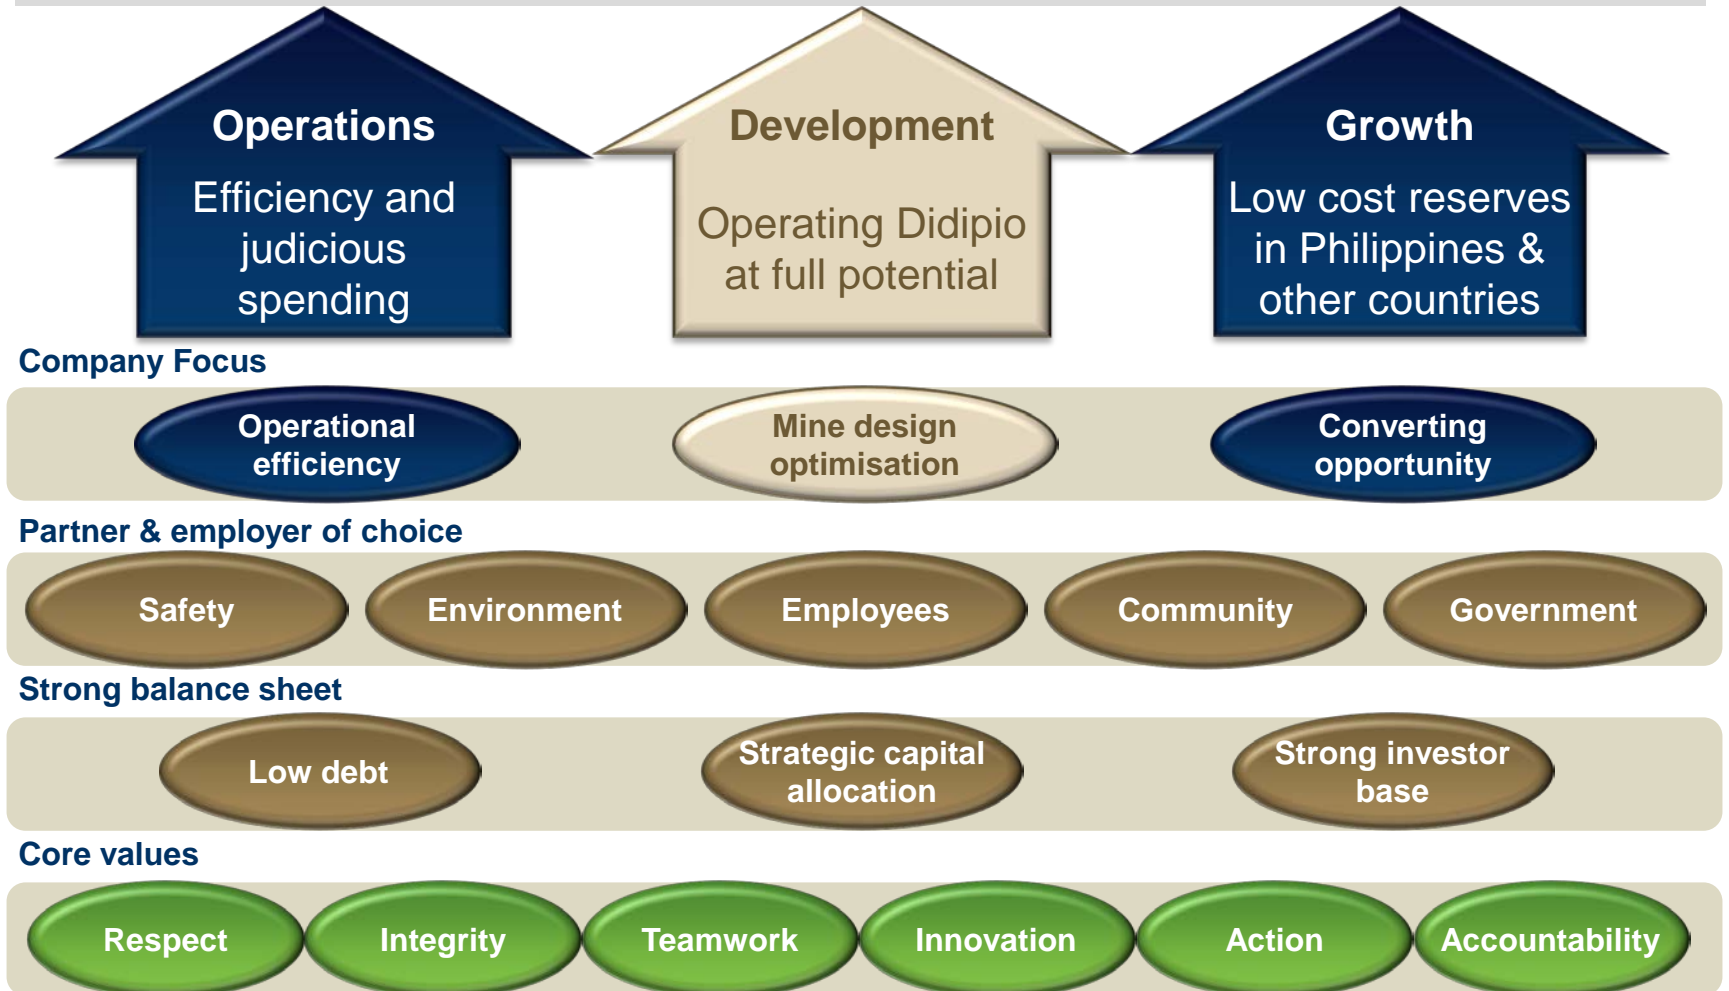 Operations
Efficiency and
judicious
spending
Development
Operating Didipio
at full potential
Growth
Low cost reserves
in Philippines &
other countries
Company Focus
Operational
efficiency
Mine design
optimisation
Converting
opportunity
Partner & employer of choice
Safety
Environment
Employees
Community
Government
Strong balance sheet
Low debt
Strategic capital
allocation
Strong investor
base
Core values
Respect
Integrity
Teamwork
Innovation
Action
Accountability